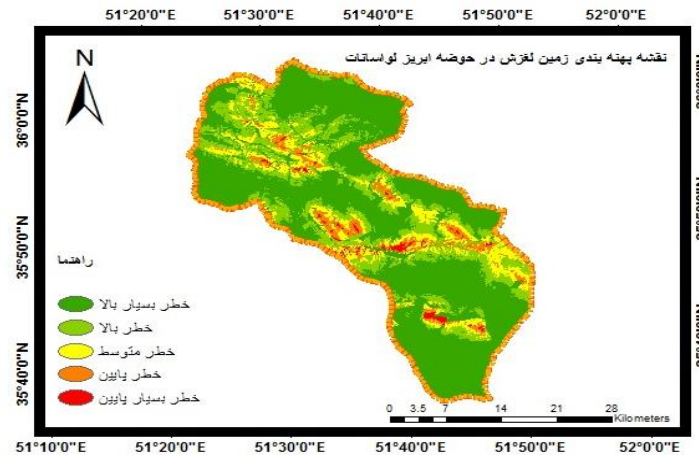 51°20'0"E 51°30'0"E 51°40'0"E 51°50'0"E 52°0'0"E
نقشه پهنه بندی زمین لغزش در حوضه ابریز لواسانات
N
36°0'0"N
35°50'0"N
35°40'0"N
راهنما
خطر بسیار بالا
خطر بالا
خطر متوسط
خطر پایین
خطر بسیار پایین
0 3.5 7 14 21 28
Kilometers
51°10'0"E 51°20'0"E 51°30'0"E 51°40'0"E 51°50'0"E 52°0'0"E